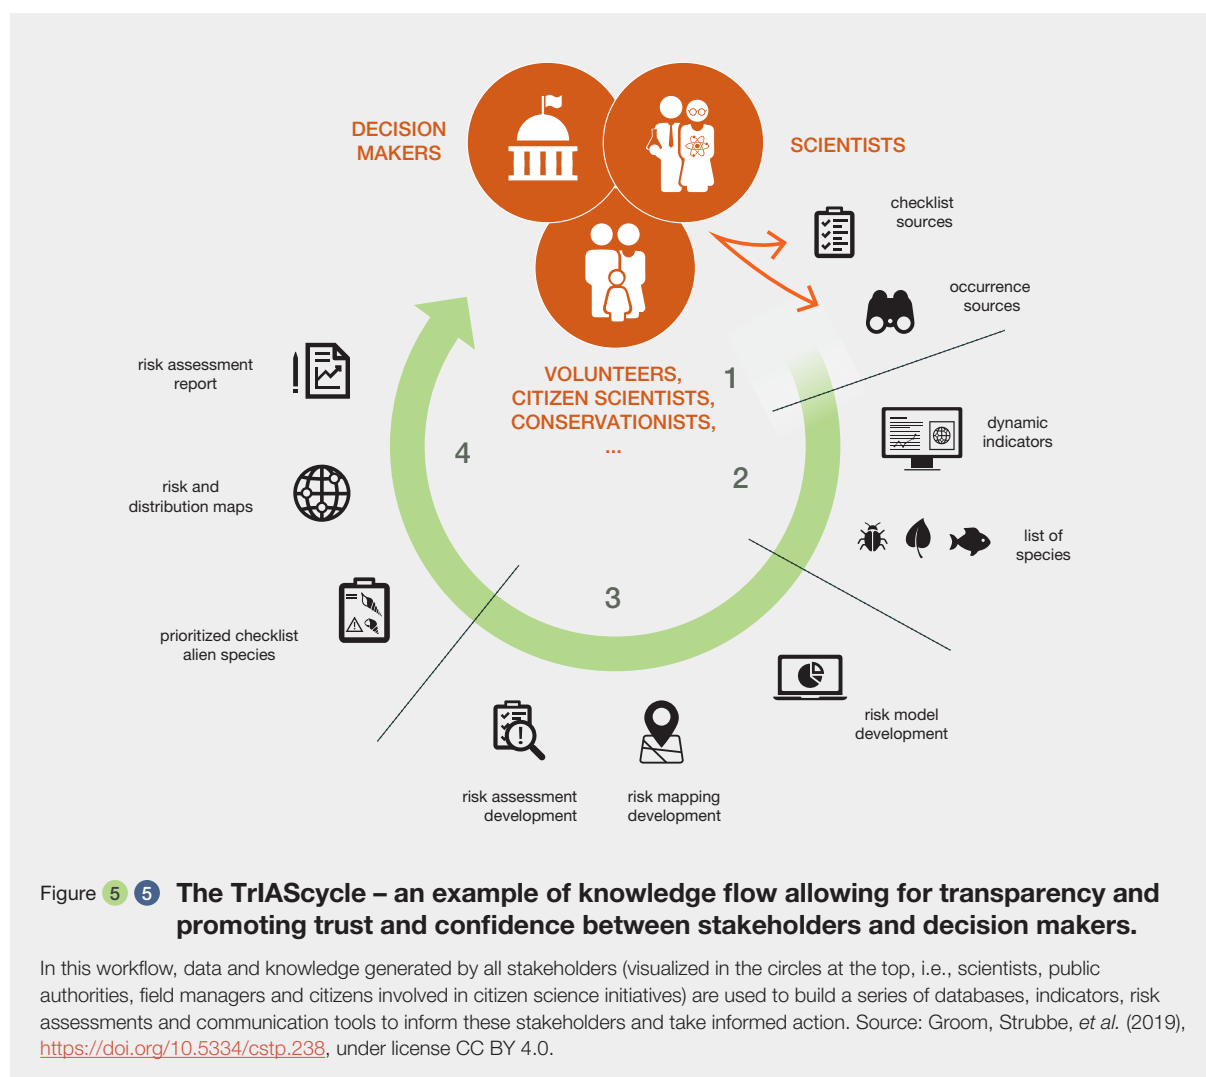 DECISION
MAKERS
SCIENTISTS
checklist
sources
occurrence
sources
VOLUNTEERS,
CITIZEN SCIENTISTS,
CONSERVATIONISTS,
...
1
2
3
4
dynamic
indicators
list of
species
risk model
development
risk mapping
development
risk assessment
development
prioritized checklist
alien species
risk and
distribution maps
risk assessment
report
Figure 5 5 The TrIAScycle – an example of knowledge flow allowing for transparency and
promoting trust and confidence between stakeholders and decision makers.
In this workflow, data and knowledge generated by all stakeholders (visualized in the circles at the top, i.e., scientists, public
authorities, field managers and citizens involved in citizen science initiatives) are used to build a series of databases, indicators, risk
assessments and communication tools to inform these stakeholders and take informed action. Source: Groom, Strubbe, et al. (2019),
https://doi.org/10.5334/cstp.238, under license CC BY 4.0.